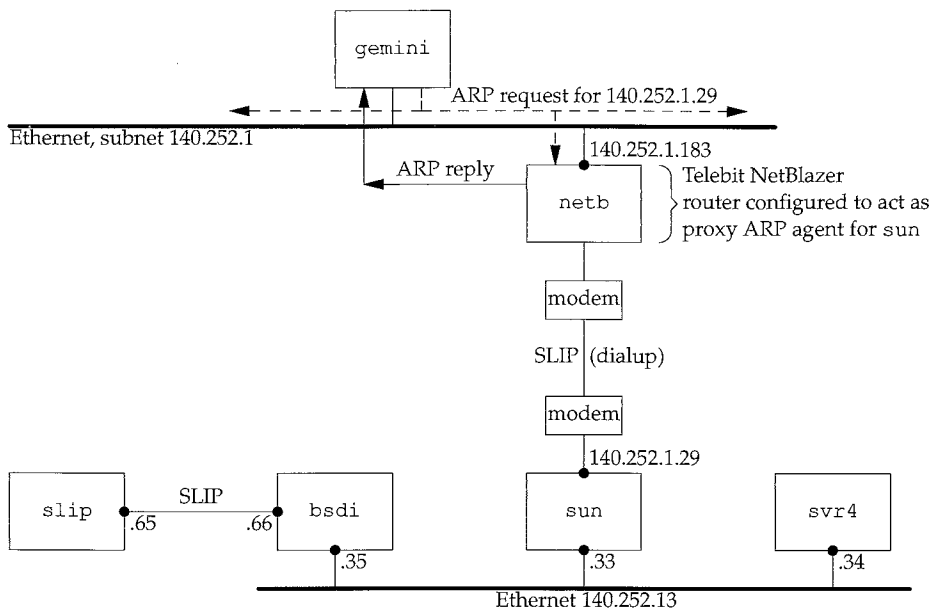 gemini
ARP request for 140.252.1.29
Ethernet, subnet 140.252.1
140.252.1.183
ARP reply
netb
Telebit NetBlazer
router configured to act as
proxy ARP agent for sun
modem
SLIP (dialup)
modem
140.252.1.29
slip
.65
SLIP
.66
bsdi
sun
svr4
.35
.33
.34
Ethernet 140.252.13